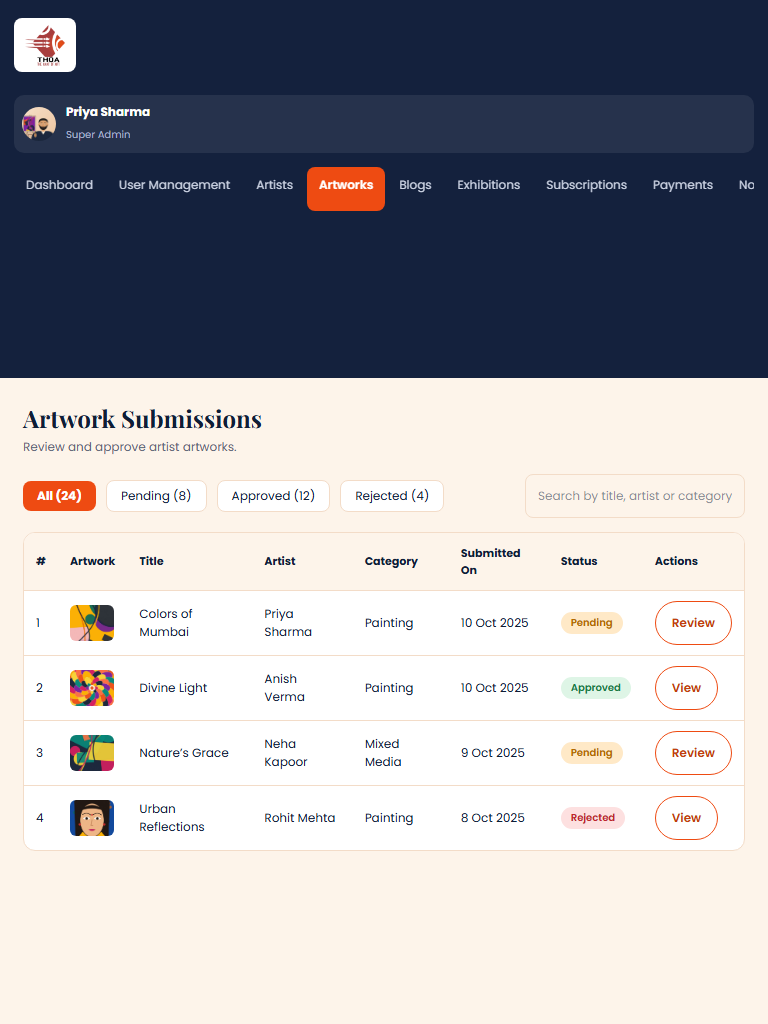 THOA
Priya Sharma
Super Admin
Dashboard User Management Artists Artworks Blogs Exhibitions Subscriptions Payments No
Artwork Submissions
Review and approve artist artworks.
All (24) Pending (8) Approved (12) Rejected (4) Search by title, artist or category
# Artwork Title Artist Category Submitted On Status Actions
1 Colors of Mumbai Priya Sharma Painting 10 Oct 2025 Pending Review
2 Divine Light Anish Verma Painting 10 Oct 2025 Approved View
3 Nature’s Grace Neha Kapoor Mixed Media 9 Oct 2025 Pending Review
4 Urban Reflections Rohit Mehta Painting 8 Oct 2025 Rejected View